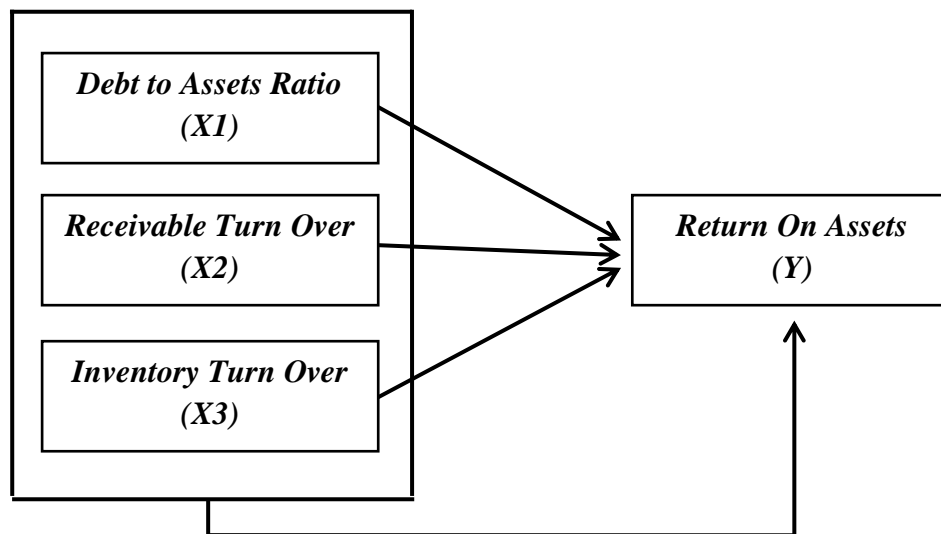 Debt to Assets Ratio
(X1)
Receivable Turn Over
(X2)
Inventory Turn Over
(X3)
Return On Assets
(Y)